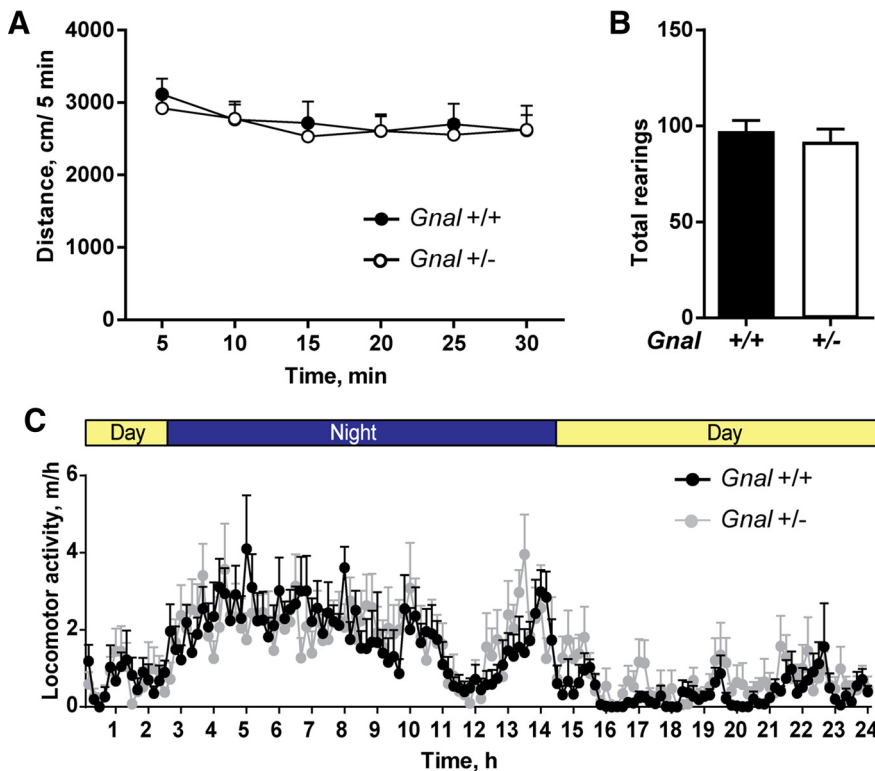 A
Distance, cm/ 5 min
4000
3000
2000
1000
0
Gnal +/+
Gnal +/-
5 10 15 20 25 30
Time, min
B
Total rearings
150
100
50
0
Gnal +/+ +/-
C
Day Night Day
Locomotor activity, m/h
6
4
2
0
Gnal +/+
Gnal +/-
1 2 3 4 5 6 7 8 9 10 11 12 13 14 15 16 17 18 19 20 21 22 23 24
Time, h